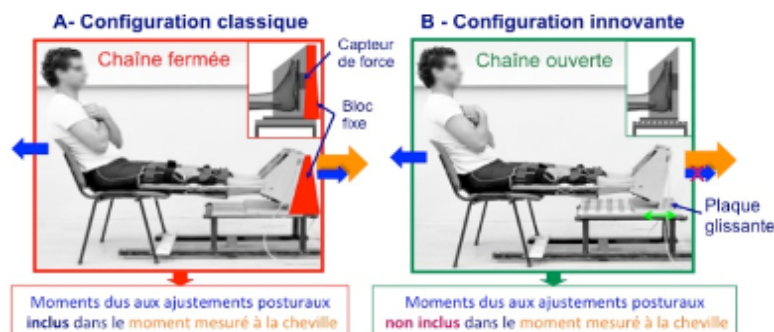 A- Configuration classique
B - Configuration innovante
Chaîne fermée
Capteur
de force
Bloc
fixe
Chaîne ouverte
Plaque
glissante
Moments dus aux ajustements posturaux
inclus dans le moment mesuré à la cheville
Moments dus aux ajustements posturaux
non inclus dans le moment mesuré à la cheville